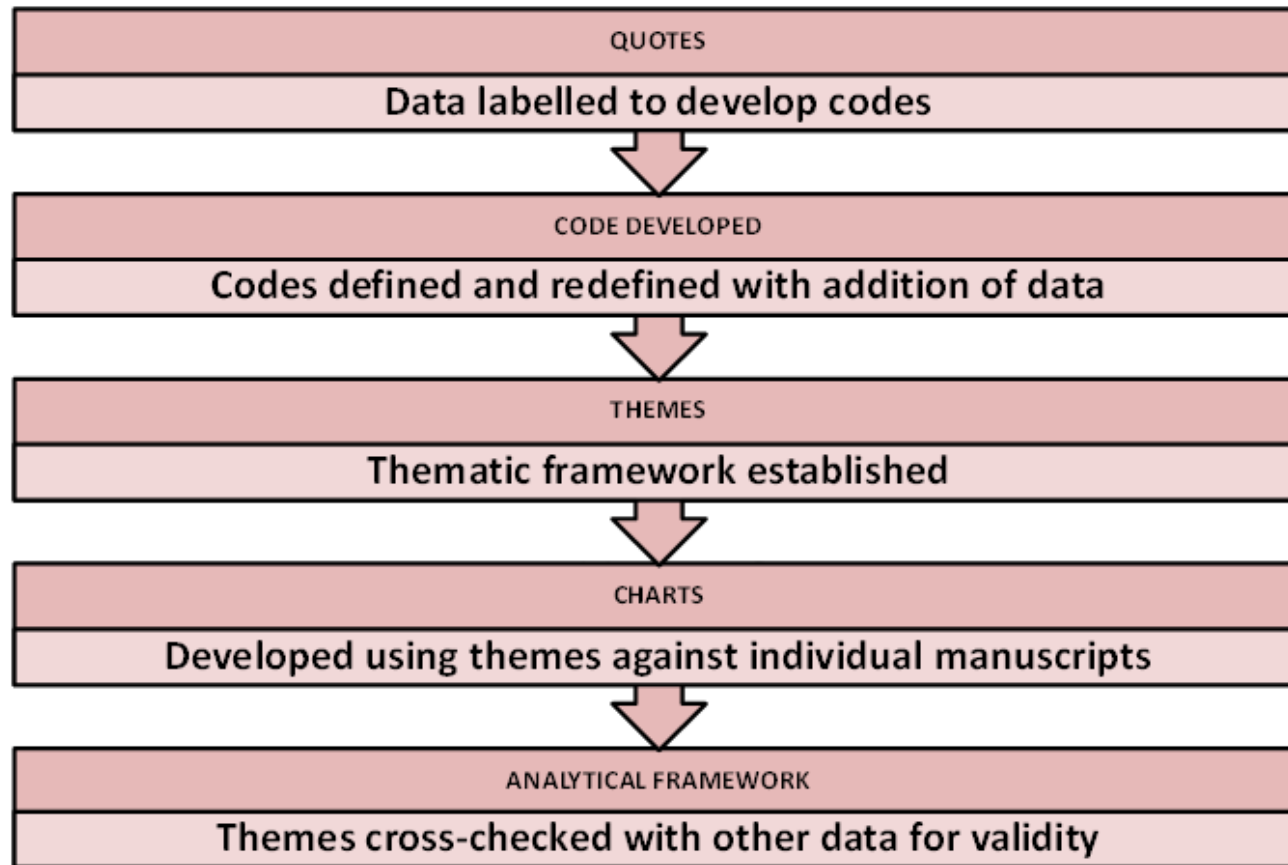 QUOTES
Data labelled to develop codes
CODE DEVELOPED
Codes defined and redefined with addition of data
THEMES
Thematic framework established
CHARTS
Developed using themes against individual manuscripts
ANALYTICAL FRAMEWORK
Themes cross-checked with other data for validity